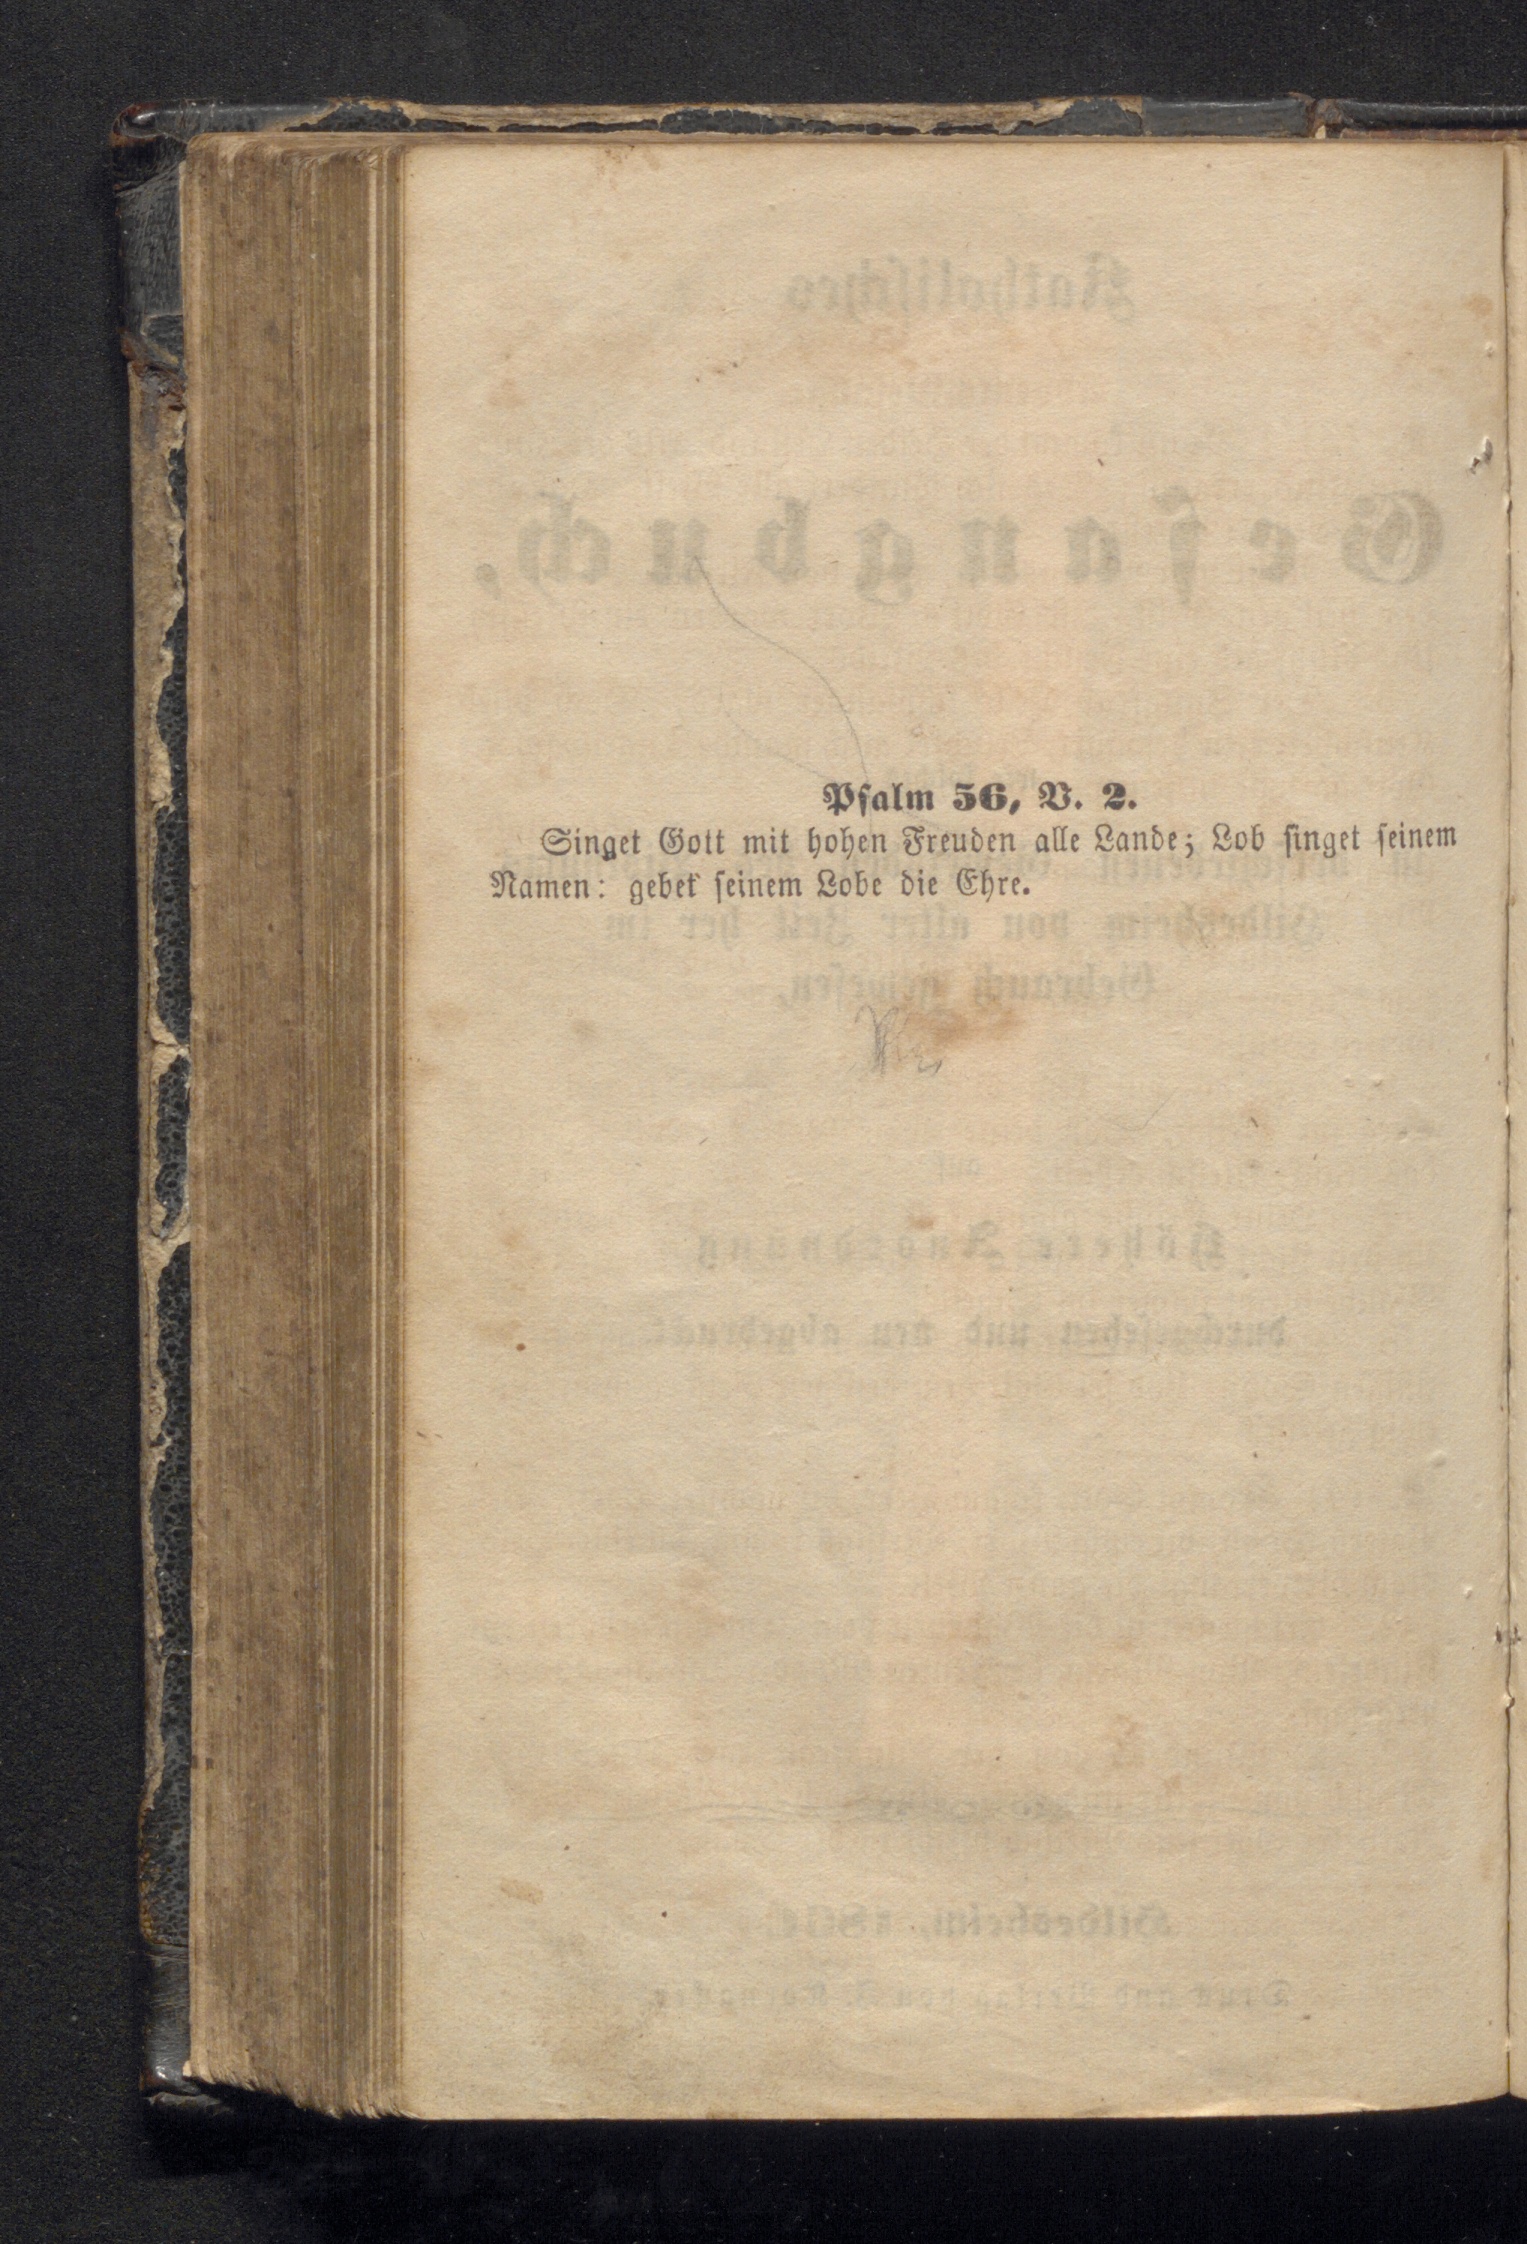 Psalm 56, V. 2.
Singet Gott mit hohen Freuden alle Lande; Lob singet seinem
Namen: gebet seinem Lobe die Ehre.